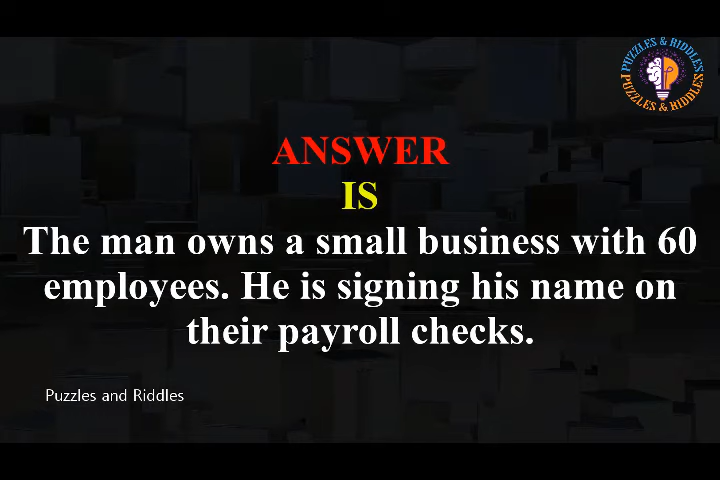 PUZZLES & RIDDLES
PUZZLES & RIDDLES
ANSWER
IS
The man owns a small business with 60
employees. He is signing his name on
their payroll checks.
Puzzles and Riddles